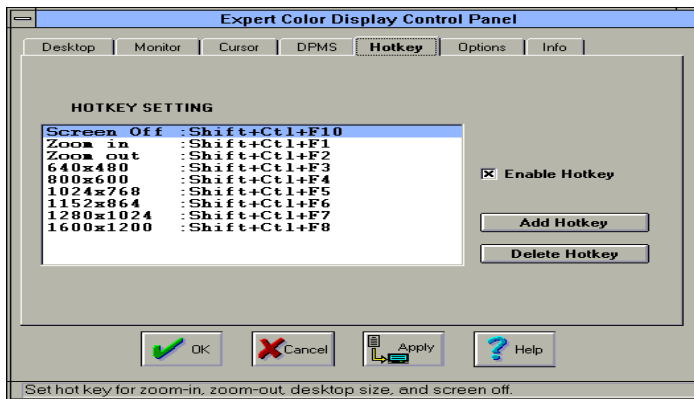 Expert Color Display Control Panel
Desktop Monitor Cursor DPMS Hotkey Options Info
HOTKEY SETTING
Screen Off :Shift+Ctl+F10
Zoom in :Shift+Ctl+F1
Zoom out :Shift+Ctl+F2
640x480 :Shift+Ctl+F3
800x600 :Shift+Ctl+F4
1024x768 :Shift+Ctl+F5
1152x864 :Shift+Ctl+F6
1280x1024 :Shift+Ctl+F7
1600x1200 :Shift+Ctl+F8
Enable Hotkey
Add Hotkey
Delete Hotkey
OK Cancel Apply Help
Set hot key for zoom-in, zoom-out, desktop size, and screen off.